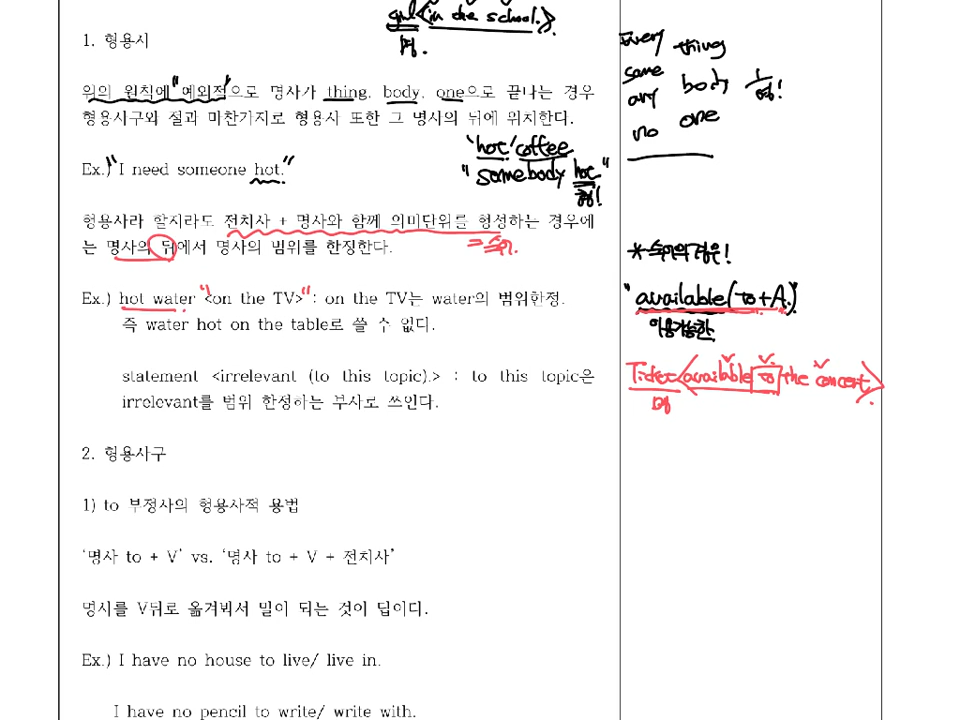 girl <in the school.>
명.
1. 형용시
위의 원칙에 "예외적"으로 명사가 thing, body, one으로 끝나는 경우
형용시구와 절과 마찬가지로 형용사 또한 그 명사의 뒤에 위치한다.
Every thing
some body 형!
any one
no
'hot' coffee
Ex.) "I need someone hot."
"somebody hot"
형!
형용사라 할지라도 전치사 + 명사와 함께 의미단위를 형성하는 경우에
는 명사의 뒤에서 명사의 범위를 한정한다.
= 수식.
Ex.) hot water "<on the TV>" : on the TV는 water의 범위한정.
즉 water hot on the table로 쓸 수 없다.
"available (to+A.)"
이용가능한
statement <irrelevant (to this topic).> : to this topic은
irrelevant를 범위 한성하는 부사로 쓰인다.
Ticket <available to the concert.>
명
2. 형용사구
1) to 부정사의 형용사적 용법
'명사 to + V' vs. '명사 to + V + 전치사'
명시를 V뒤로 옮겨봐서 말이 되는 것이 답이다.
Ex.) I have no house to live/ live in.
I have no pencil to write/ write with.